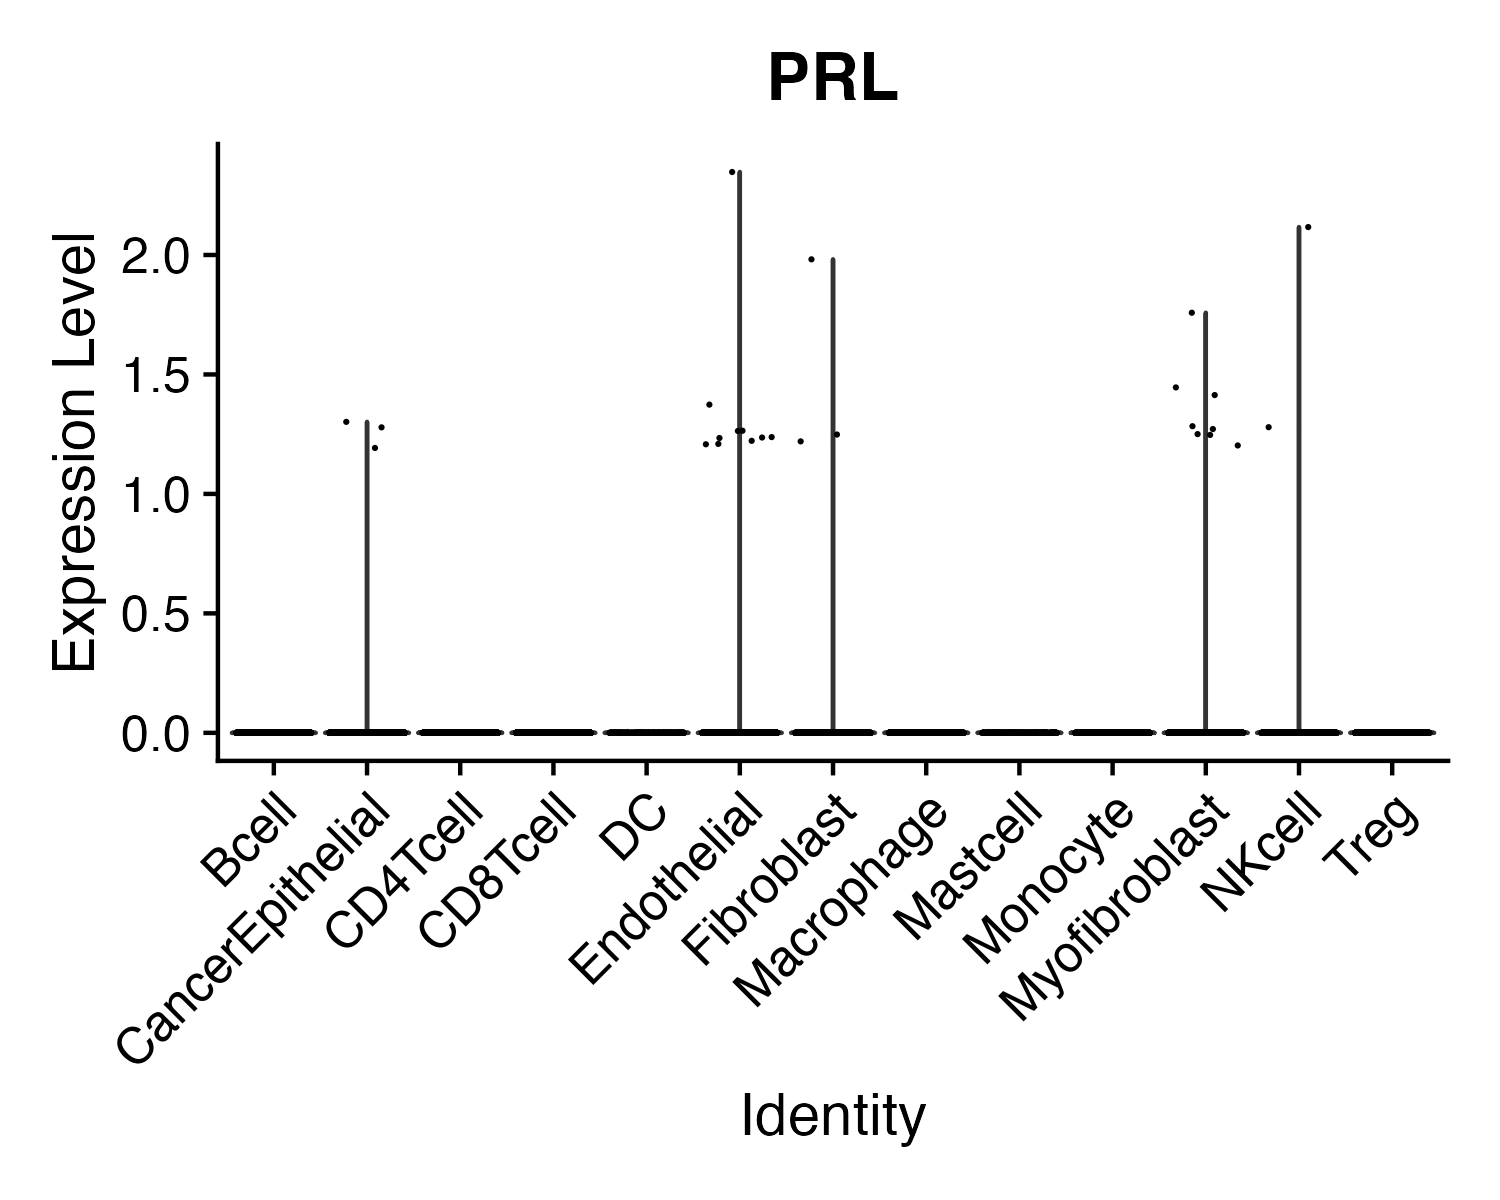 PRL
Expression Level
2.0
1.5
1.0
0.5
0.0
Bcell
CancerEpithelial
CD4Tcell
CD8Tcell
DC
Endothelial
Fibroblast
Macrophage
Mastcell
Monocyte
Myofibroblast
NKcell
Treg
Identity